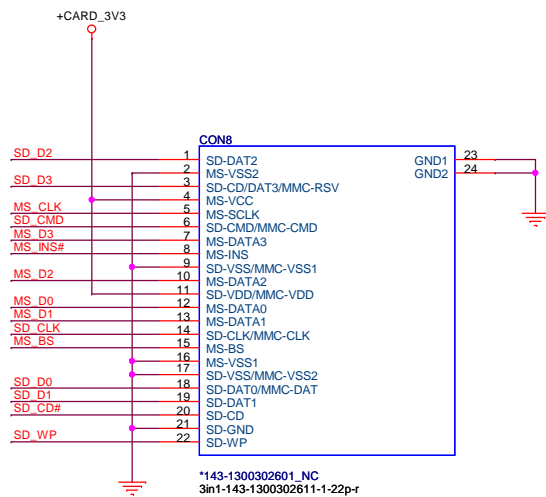 +CARD_3V3
CON8
SD_D2 1 SD-DAT2 GND1 23
2 MS-VSS2 GND2 24
SD_D3 3 SD-CD/DAT3/MMC-RSV
4 MS-VCC
MS_CLK 5 MS-SCLK
SD_CMD 6 SD-CMD/MMC-CMD
MS_D3 7 MS-DATA3
MS_INS# 8 MS-INS
9 SD-VSS/MMC-VSS1
MS_D2 10 MS-DATA2
11 SD-VDD/MMC-VDD
MS_D0 12 MS-DATA0
MS_D1 13 MS-DATA1
SD_CLK 14 SD-CLK/MMC-CLK
MS_BS 15 MS-BS
16 MS-VSS1
17 SD-VSS/MMC-VSS2
SD_D0 18 SD-DAT0/MMC-DAT
SD_D1 19 SD-DAT1
SD_CD# 20 SD-CD
21 SD-GND
SD_WP 22 SD-WP
*143-1300302601_NC
3in1-143-1300302611-1-22p-r